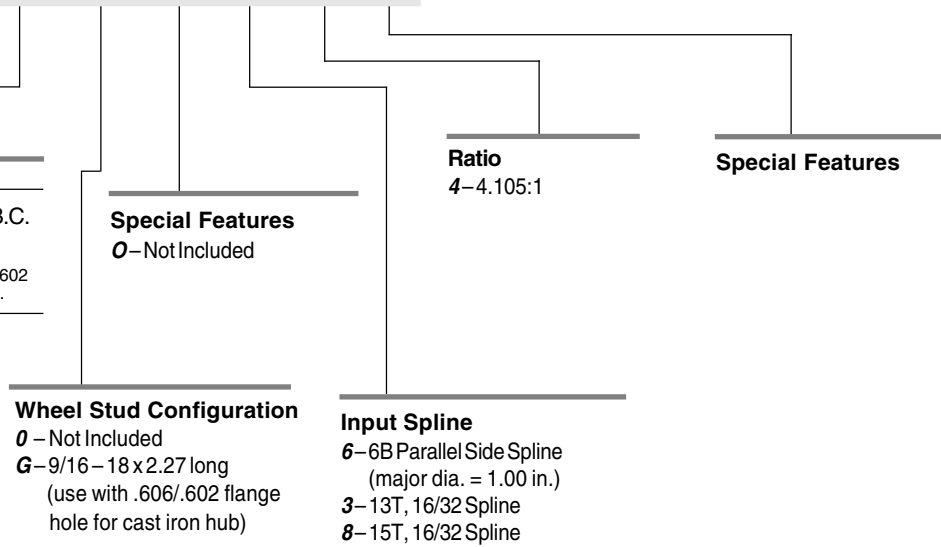 Ratio
4–4.105:1
Special Features
B.C.
602
.
Special Features
O–Not Included
Wheel Stud Configuration
0 – Not Included
G–9/16–18 x 2.27 long
(use with .606/.602 flange
hole for cast iron hub)
Input Spline
6–6B Parallel Side Spline
(major dia. = 1.00 in.)
3–13T, 16/32 Spline
8–15T, 16/32 Spline